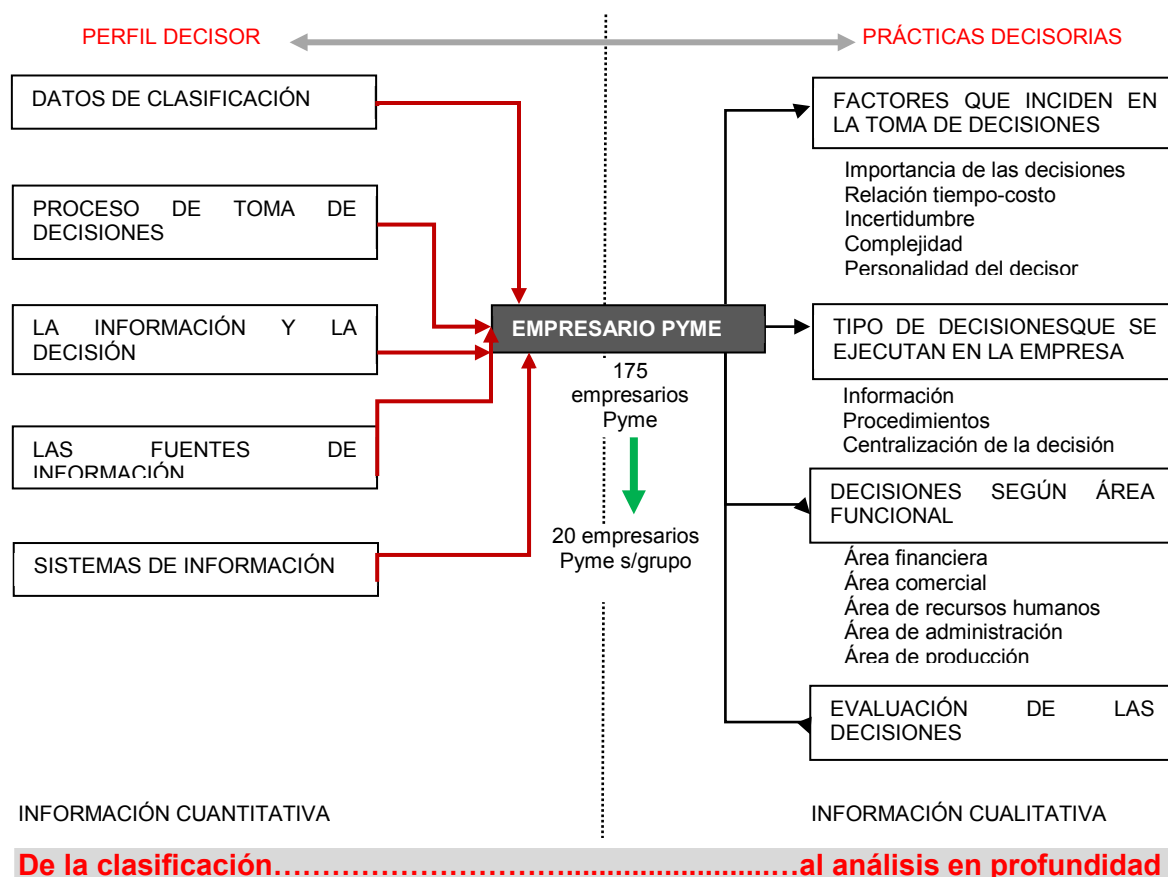 PERFIL DECISOR
PRÁCTICAS DECISORIAS
DATOS DE CLASIFICACIÓN
PROCESO DE TOMA DE
DECISIONES
LA INFORMACIÓN Y LA
DECISIÓN
LAS FUENTES DE
INFORMACIÓN
SISTEMAS DE INFORMACIÓN
EMPRESARIO PYME
175
empresarios
Pyme
20 empresarios
Pyme s/grupo
FACTORES QUE INCIDEN EN
LA TOMA DE DECISIONES
Importancia de las decisiones
Relación tiempo-costo
Incertidumbre
Complejidad
Personalidad del decisor
TIPO DE DECISIONESQUE SE
EJECUTAN EN LA EMPRESA
Información
Procedimientos
Centralización de la decisión
DECISIONES SEGÚN ÁREA
FUNCIONAL
Área financiera
Área comercial
Área de recursos humanos
Área de administración
Área de producción
EVALUACIÓN DE LAS
DECISIONES
INFORMACIÓN CUANTITATIVA
INFORMACIÓN CUALITATIVA
De la clasificación……………………….........................…al análisis en profundidad